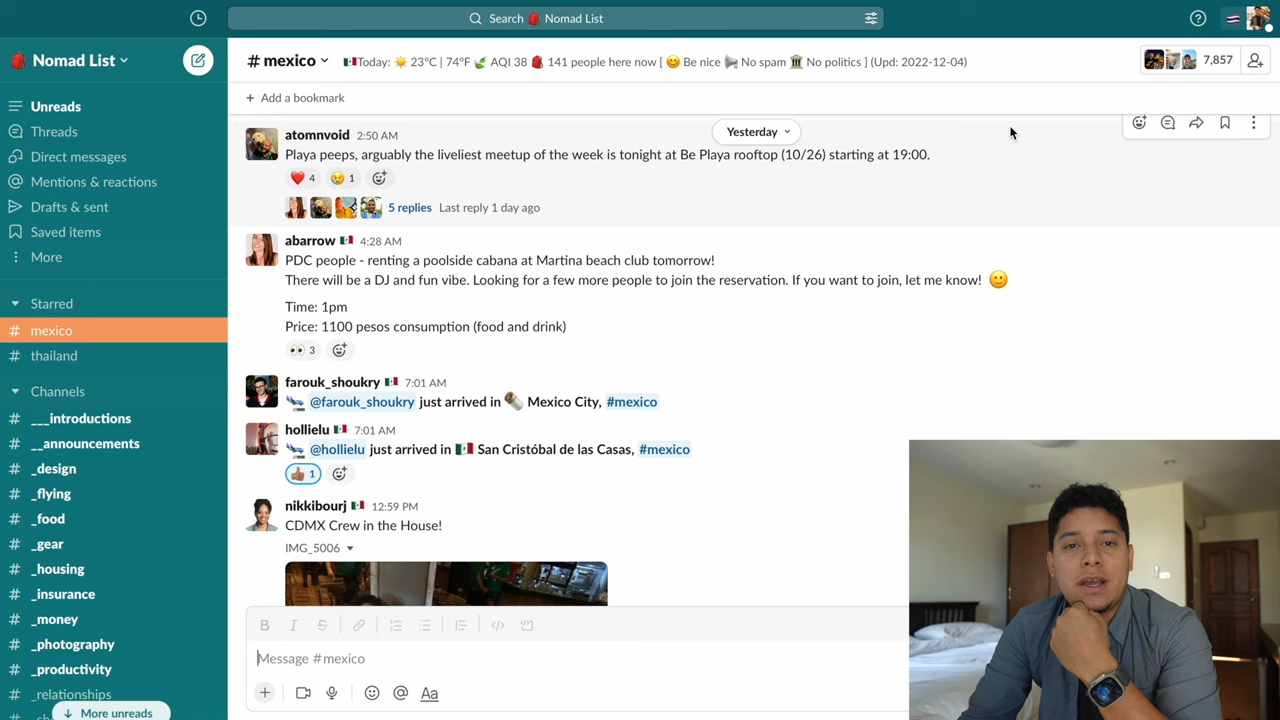 Search Nomad List
Nomad List
Unreads
Threads
Direct messages
Mentions & reactions
Drafts & sent
Saved items
More
Starred
# mexico
# thailand
Channels
# ___introductions
# __announcements
# _design
# _flying
# _food
# _gear
# _housing
# _insurance
# _money
# _photography
# _productivity
# _relationships
More unreads
# mexico
Today: ☀️ 23°C | 74°F 🌿 AQI 38 🎒 141 people here now [ 😊 Be nice 📢 No spam 🏛 No politics ] (Upd: 2022-12-04)
7,857
+ Add a bookmark
Yesterday
atomnvoid 2:50 AM
Playa peeps, arguably the liveliest meetup of the week is tonight at Be Playa rooftop (10/26) starting at 19:00.
❤️ 4 😢 1
5 replies Last reply 1 day ago
abarrow 4:28 AM
PDC people - renting a poolside cabana at Martina beach club tomorrow!
There will be a DJ and fun vibe. Looking for a few more people to join the reservation. If you want to join, let me know! 🙂
Time: 1pm
Price: 1100 pesos consumption (food and drink)
👀 3
farouk_shoukry 7:01 AM
@farouk_shoukry just arrived in Mexico City, #mexico
hollielu 7:01 AM
@hollielu just arrived in San Cristóbal de las Casas, #mexico
1
nikkibourj 12:59 PM
CDMX Crew in the House!
IMG_5006
B I S
Message #mexico
+ @ Aa